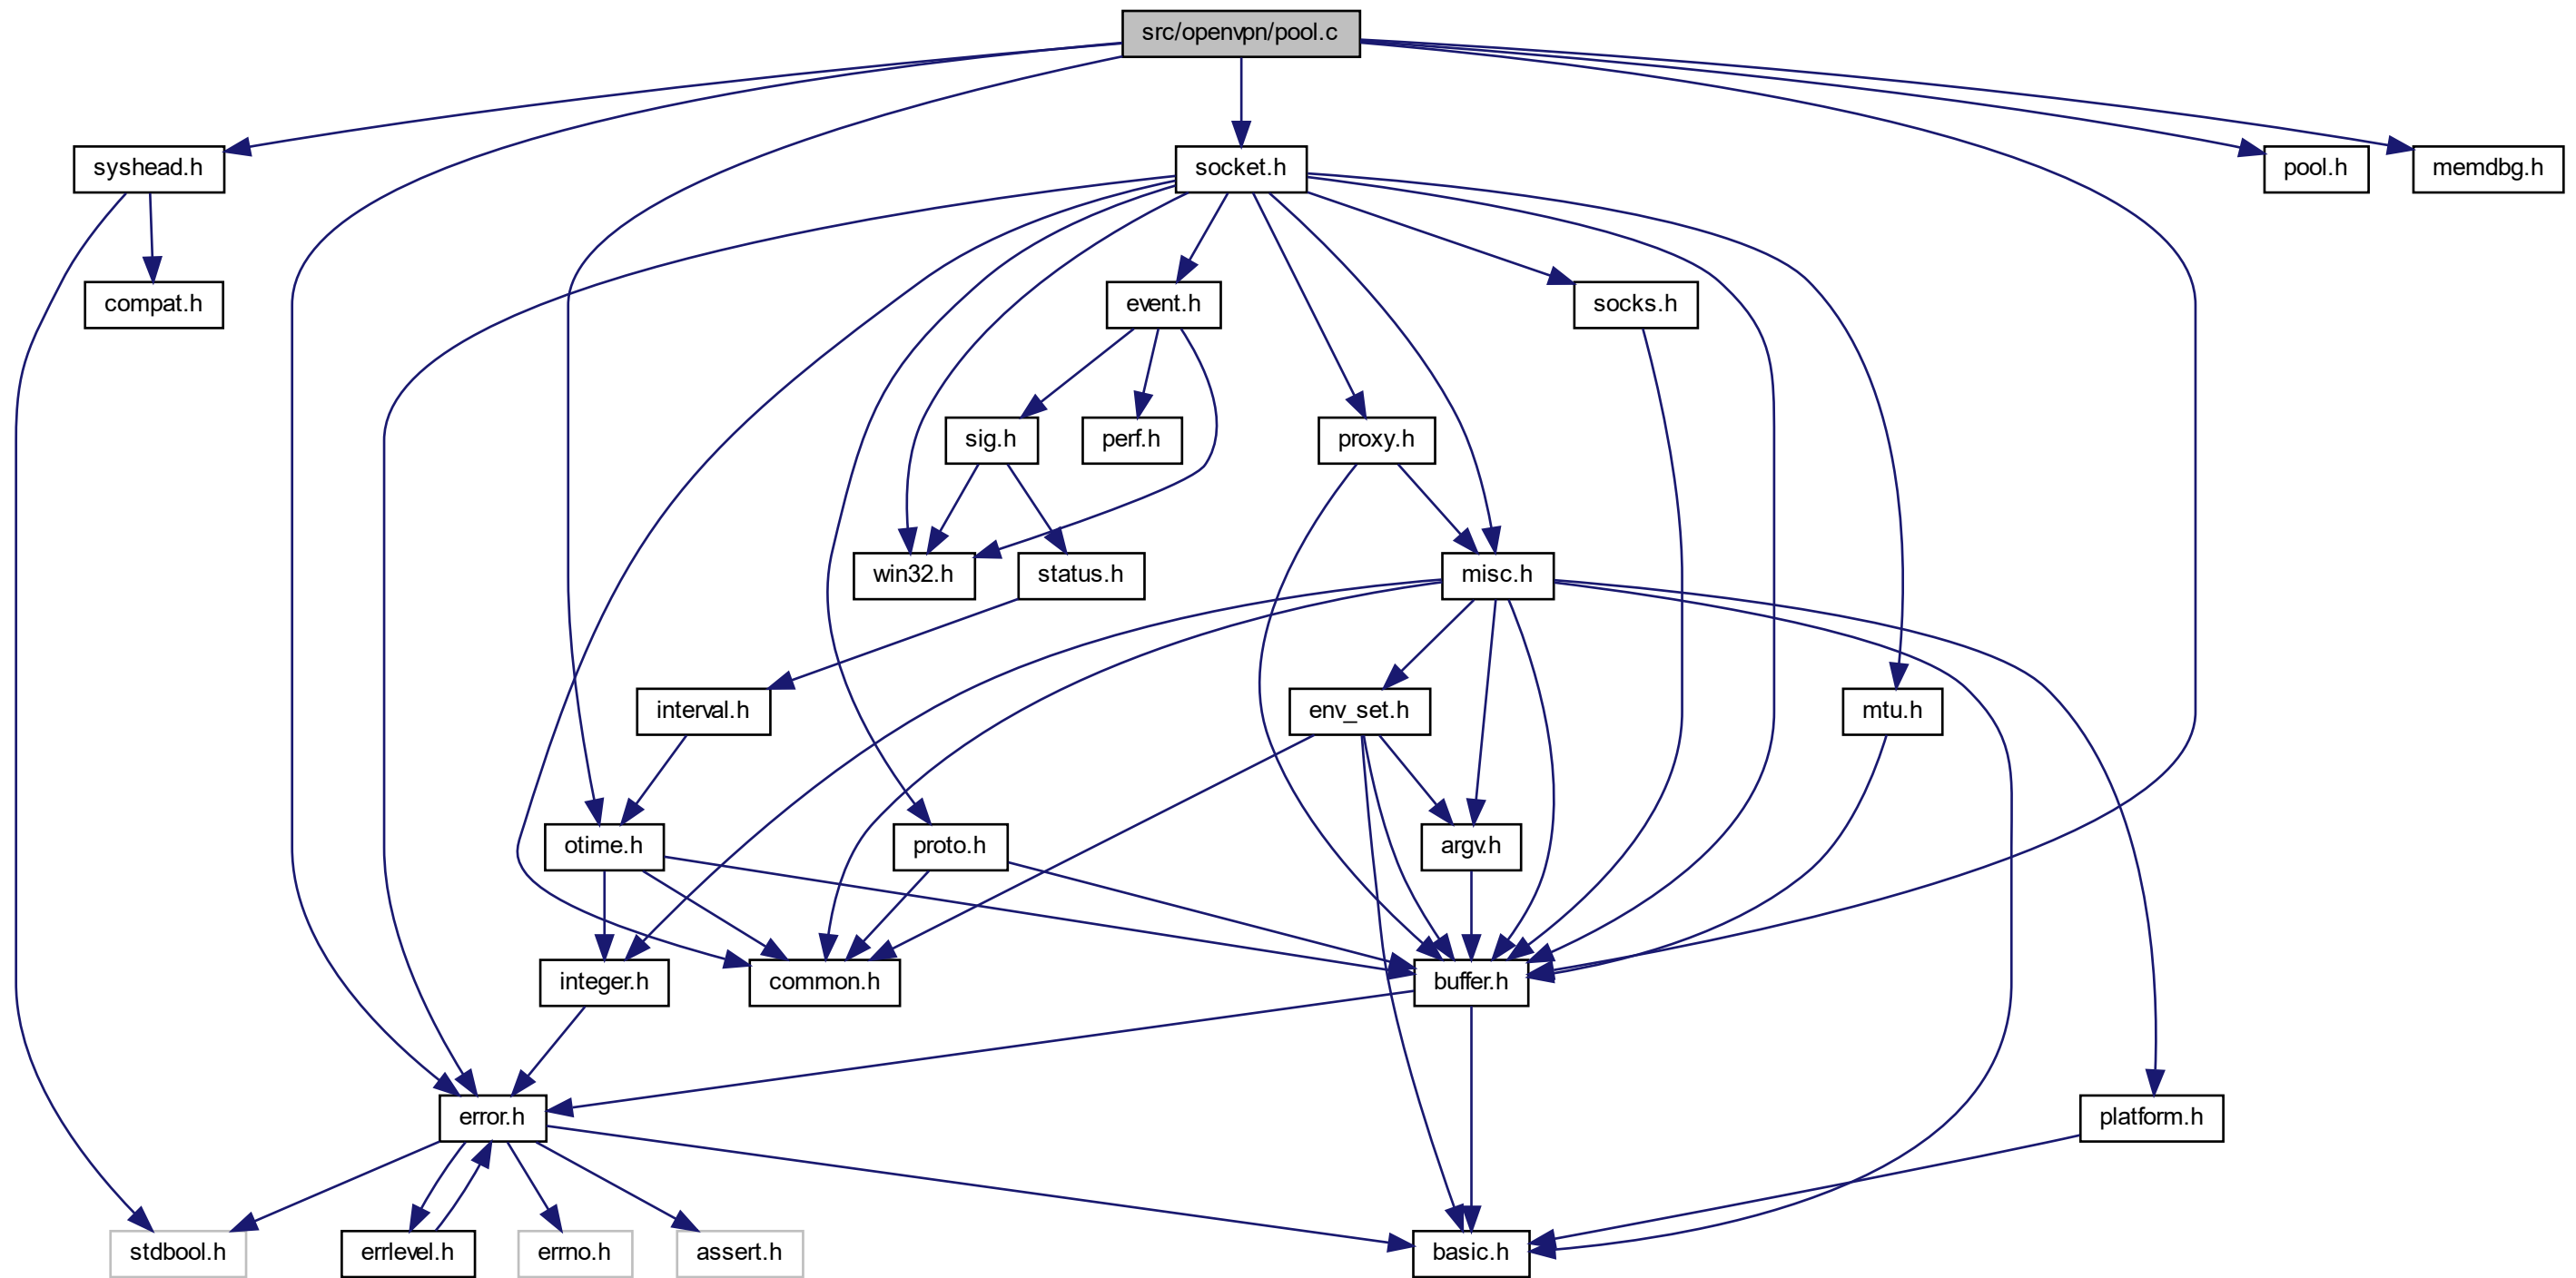 src/openvpn/pool.c
syshead.h
socket.h
pool.h
memdbg.h
compat.h
event.h
socks.h
sig.h
perf.h
proxy.h
win32.h
status.h
misc.h
interval.h
env_set.h
mtu.h
otime.h
proto.h
argv.h
integer.h
common.h
buffer.h
error.h
platform.h
stdbool.h
errlevel.h
errno.h
assert.h
basic.h